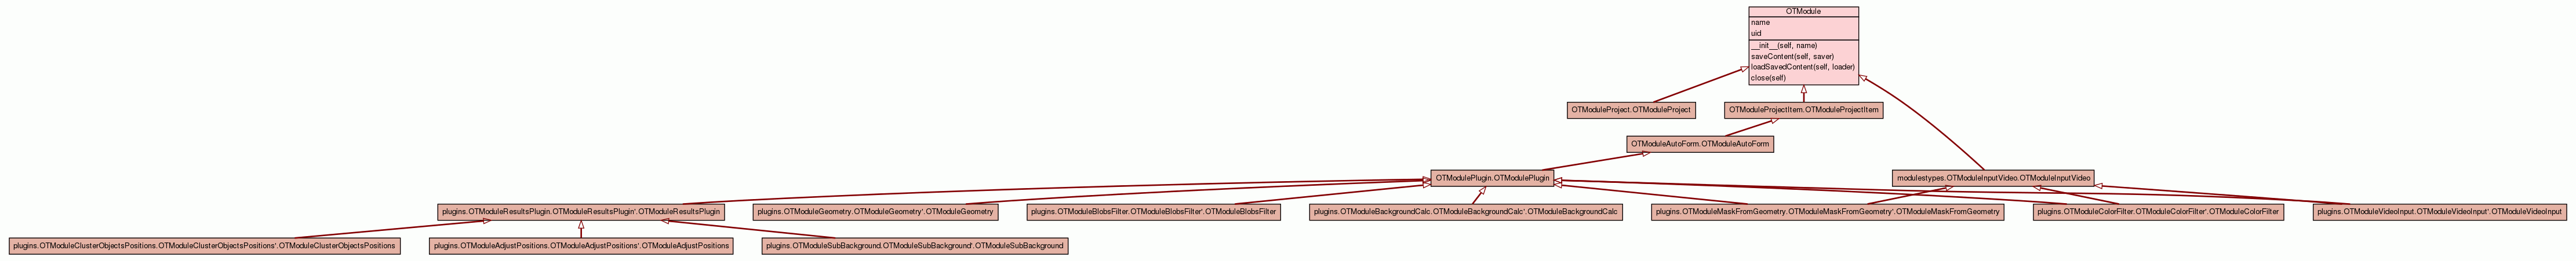 OTModule
name
uid
__init__(self, name)
saveContent(self, saver)
loadSavedContent(self, loader)
close(self)
OTModuleProject.OTModuleProject
OTModuleProjectItem.OTModuleProjectItem
OTModuleAutoForm.OTModuleAutoForm
OTModulePlugin.OTModulePlugin
modulestypes.OTModuleInputVideo.OTModuleInputVideo
plugins.OTModuleResultsPlugin.OTModuleResultsPlugin'.OTModuleResultsPlugin
plugins.OTModuleGeometry.OTModuleGeometry'.OTModuleGeometry
plugins.OTModuleBlobsFilter.OTModuleBlobsFilter'.OTModuleBlobsFilter
plugins.OTModuleBackgroundCalc.OTModuleBackgroundCalc'.OTModuleBackgroundCalc
plugins.OTModuleMaskFromGeometry.OTModuleMaskFromGeometry'.OTModuleMaskFromGeometry
plugins.OTModuleColorFilter.OTModuleColorFilter'.OTModuleColorFilter
plugins.OTModuleVideoInput.OTModuleVideoInput'.OTModuleVideoInput
plugins.OTModuleClusterObjectsPositions.OTModuleClusterObjectsPositions'.OTModuleClusterObjectsPositions
plugins.OTModuleAdjustPositions.OTModuleAdjustPositions'.OTModuleAdjustPositions
plugins.OTModuleSubBackground.OTModuleSubBackground'.OTModuleSubBackground